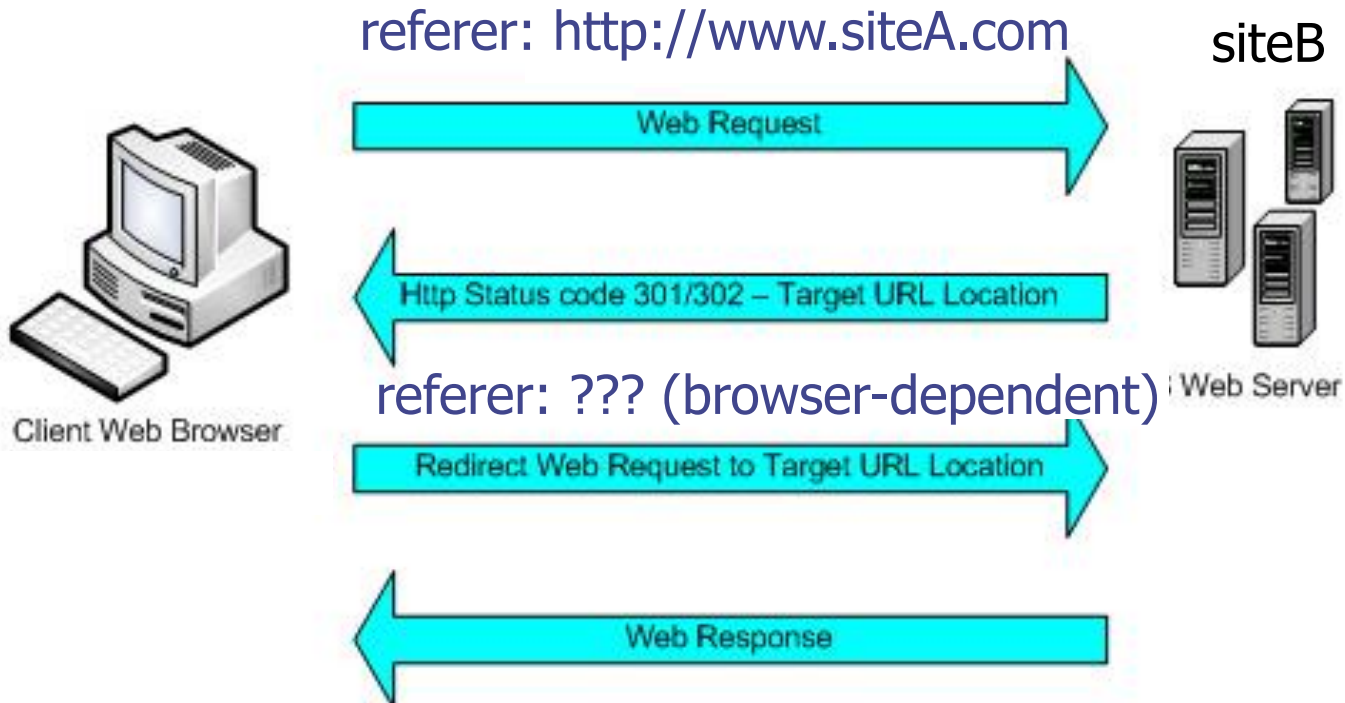 referer: http://www.siteA.com
siteB
Web Request
Http Status code 301/302 – Target URL Location
referer: ??? (browser-dependent)
Web Server
Client Web Browser
Redirect Web Request to Target URL Location
Web Response